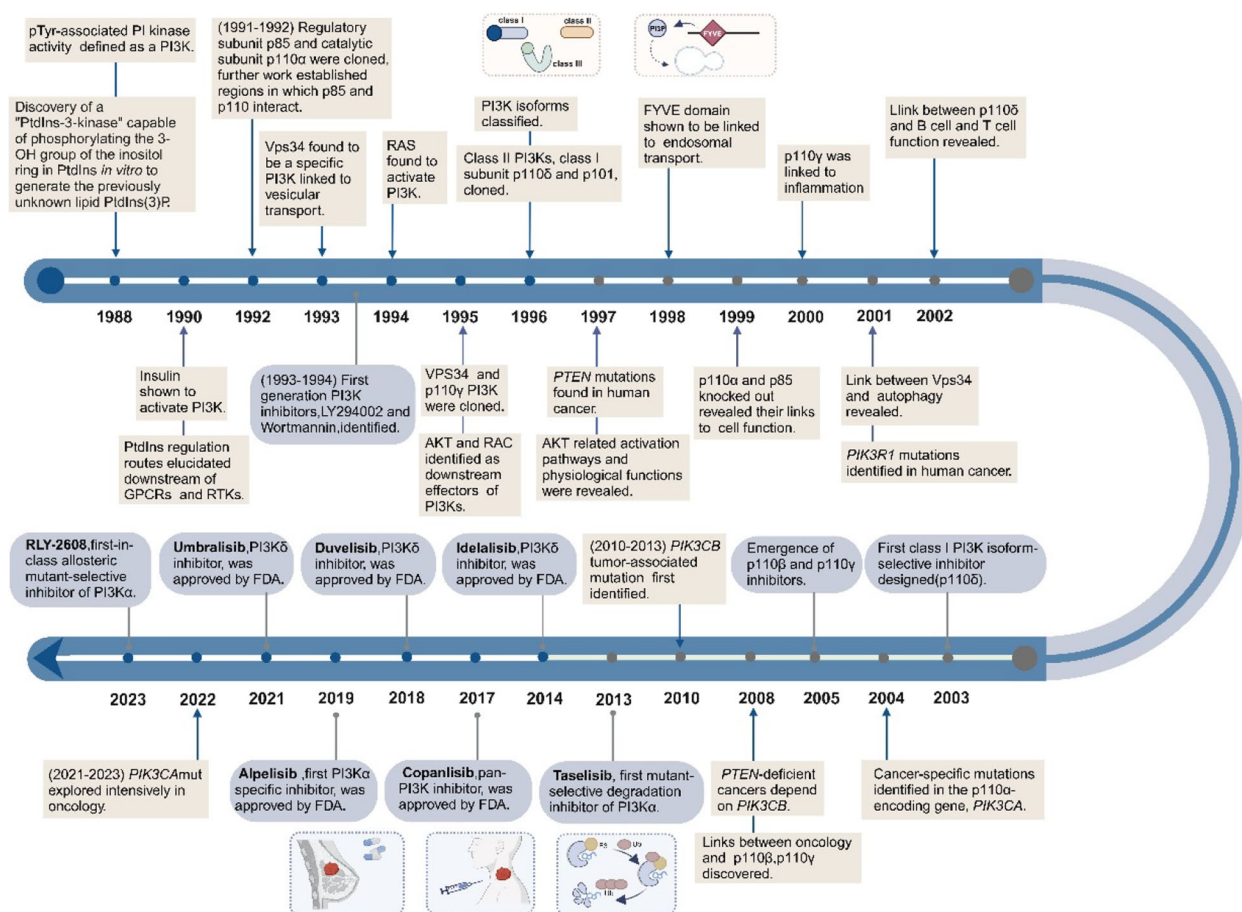 pTyr-associated PI kinase
activity defined as a PI3K.
Discovery of a
"PtdIns-3-kinase" capable
of phosphorylating the 3-
OH group of the inositol
ring in PtdIns in vitro to
generate the previously
unknown lipid PtdIns(3)P.
(1991-1992) Regulatory
subunit p85 and catalytic
subunit p110α were cloned,
further work established
regions in which p85 and
p110 interact.
Vps34 found to
be a specific
PI3K linked to
vesicular
transport.
RAS
found to
activate
PI3K.
class I
class II
class III
PI3K isoforms
classified.
Class II PI3Ks, class I
subunit p110δ and p101,
cloned.
PI3P
FYVE
FYVE domain
shown to be linked
to endosomal
transport.
p110γ was
linked to
inflammation
Llink between p110δ
and B cell and T cell
function revealed.
1988
1990
1992
1993
1994
1995
1996
1997
1998
1999
2000
2001
2002
Insulin
shown to
activate PI3K.
PtdIns regulation
routes elucidated
downstream of
GPCRs and RTKs.
(1993-1994) First
generation PI3K
inhibitors,LY294002 and
Wortmannin,identified.
VPS34 and
p110γ PI3K
were cloned.
AKT and RAC
identified as
downstream
effectors of
PI3Ks.
PTEN mutations
found in human
cancer.
AKT related activation
pathways and
physiological functions
were revealed.
p110α and p85
knocked out
revealed their links
to cell function.
Link between Vps34
and autophagy
revealed.
PIK3R1 mutations
identified in human cancer.
RLY-2608,first-in-
class allosteric
mutant-selective
inhibitor of PI3Kα.
Umbralisib,PI3Kδ
inhibitor, was
approved by FDA.
Duvelisib,PI3Kδ
inhibitor, was
approved by FDA.
Idelalisib,PI3Kδ
inhibitor, was
approved by FDA.
(2010-2013) PIK3CB
tumor-associated
mutation first
identified.
Emergence of
p110β and p110γ
inhibitors.
First class I PI3K isoform-
selective inhibitor
designed(p110δ).
2023
2022
2021
2019
2018
2017
2014
2013
2010
2008
2005
2004
2003
(2021-2023) PIK3CAmut
explored intensively in
oncology.
Alpelisib ,first PI3Kα
specific inhibitor, was
approved by FDA.
Copanlisib,pan-
PI3K inhibitor, was
approved by FDA.
Taselisib, first mutant-
selective degradation
inhibitor of PI3Kα.
PTEN-deficient
cancers depend
on PIK3CB.
Links between oncology
and p110β,p110γ
discovered.
Cancer-specific mutations
identified in the p110α-
encoding gene, PIK3CA.
E3
Ub